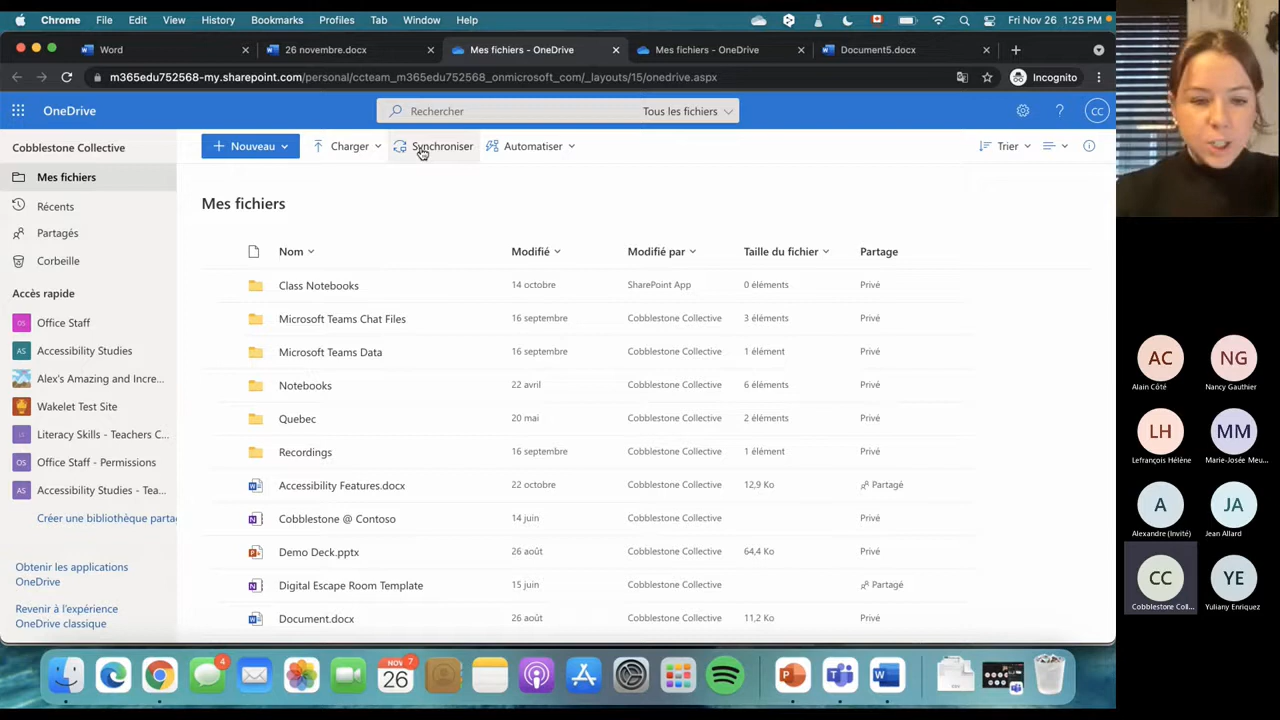 Chrome File Edit View History Bookmarks Profiles Tab Window Help Fri Nov 26 1:25 PM
Word 26 novembre.docx Mes fichiers - OneDrive Mes fichiers - OneDrive Document5.docx
m365edu752568-my.sharepoint.com/personal/ccteam_m365edu752568_onmicrosoft_com/_layouts/15/onedrive.aspx Incognito
OneDrive Rechercher Tous les fichiers CC
Cobblestone Collective
Nouveau Charger Synchroniser Automatiser Trier
Mes fichiers
Récents
Partagés
Corbeille
Accès rapide
OS Office Staff
AS Accessibility Studies
Alex's Amazing and Incre...
Wakelet Test Site
Literacy Skills - Teachers C...
Office Staff - Permissions
AS Accessibility Studies - Tea...
Créer une bibliothèque parta
Obtenir les applications
OneDrive
Revenir à l'expérience
OneDrive classique
Mes fichiers
Nom Modifié Modifié par Taille du fichier Partage
Class Notebooks 14 octobre SharePoint App 0 éléments Privé
Microsoft Teams Chat Files 16 septembre Cobblestone Collective 3 éléments Privé
Microsoft Teams Data 16 septembre Cobblestone Collective 1 élément Privé
Notebooks 22 avril Cobblestone Collective 6 éléments Privé
Quebec 20 mai Cobblestone Collective 2 éléments Privé
Recordings 16 septembre Cobblestone Collective 1 élément Privé
Accessibility Features.docx 22 octobre Cobblestone Collective 12,9 Ko Partagé
Cobblestone @ Contoso 14 juin Cobblestone Collective Privé
Demo Deck.pptx 26 août Cobblestone Collective 64,4 Ko Privé
Digital Escape Room Template 15 juin Cobblestone Collective Partagé
Document.docx 26 août Cobblestone Collective 11,2 Ko Privé
4
NOV 7
26
AC NG
Alain Côté Nancy Gauthier
LH MM
Lefrançois Hélène Marie-Josée Meu...
A JA
Alexandre (Invité) Jean Allard
CC YE
Cobblestone Coll... Yuliany Enriquez